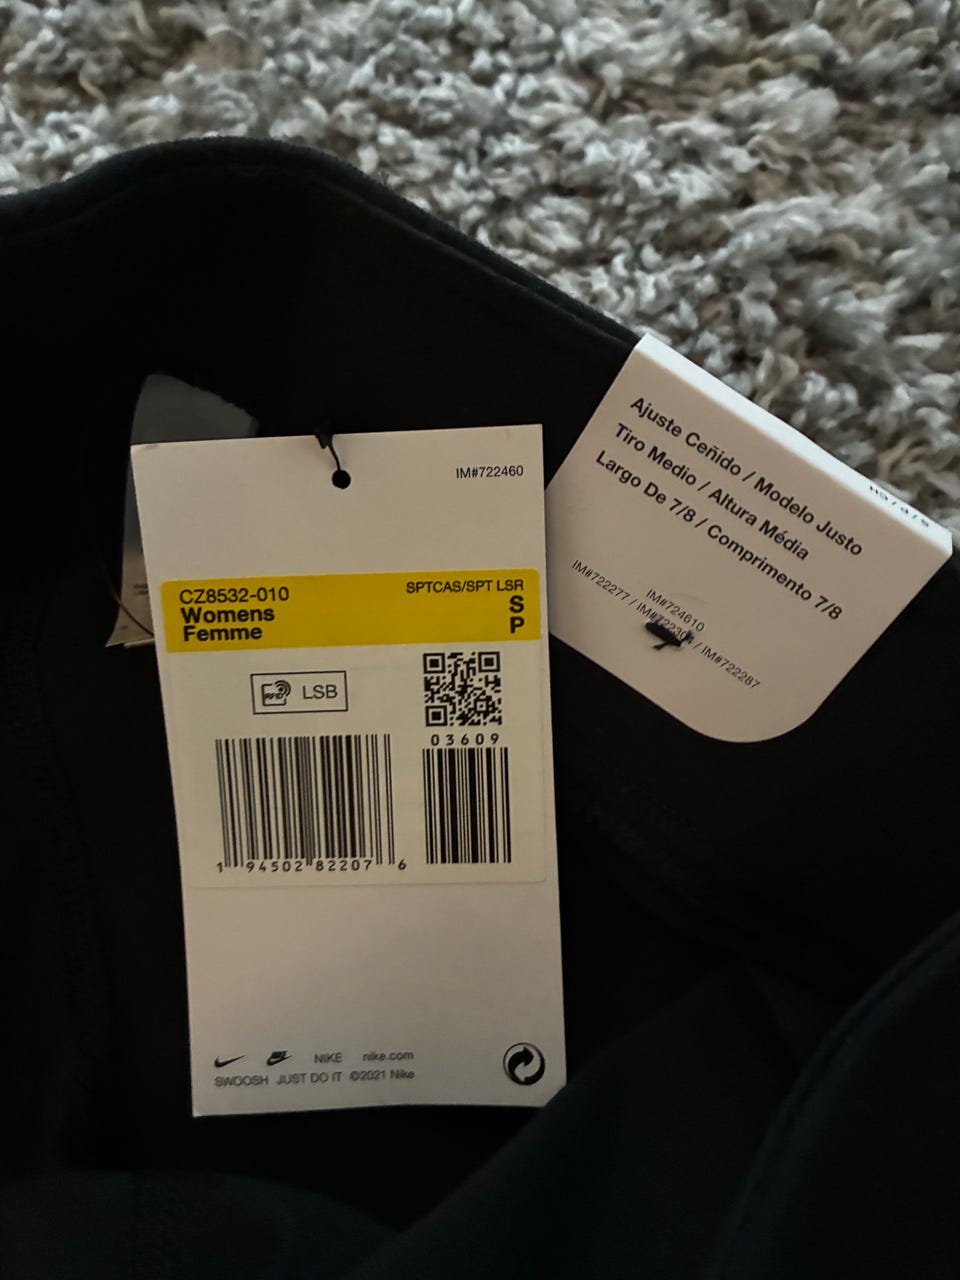 IM#722460
CZ8532-010 SPTCAS/SPT LSR
Womens S
Femme P
RFID LSB
03609
1 94502 82207 6
NIKE nike.com
SWOOSH JUST DO IT ©2021 Nike
Ajuste Ceñido / Modelo Justo
Tiro Medio / Altura Média
Largo De 7/8 / Comprimento 7/8
IM#724610
IM#722277 / / IM#722287